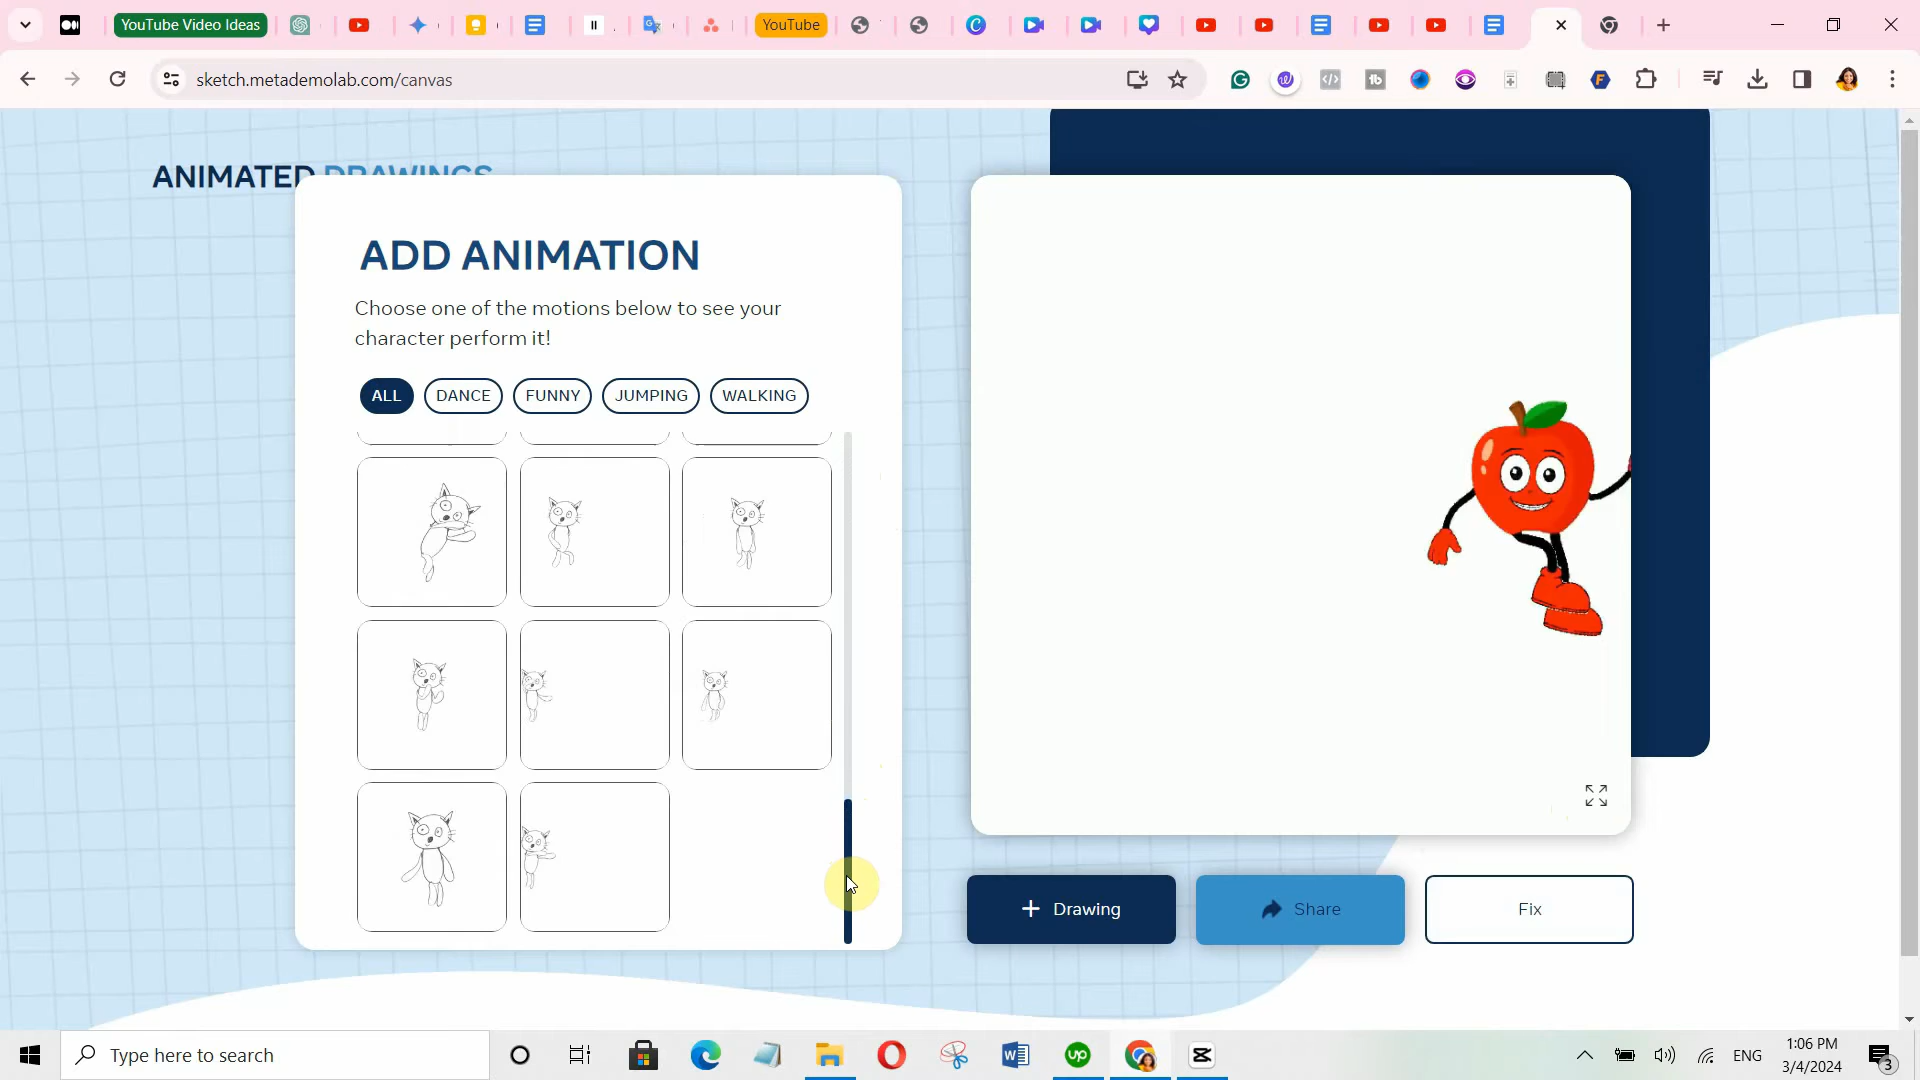 YouTube Video Ideas
YouTube
sketch.metademolab.com/canvas
ANIMATED DRAWINGS
ADD ANIMATION
Choose one of the motions below to see your
character perform it!
ALL
DANCE
FUNNY
JUMPING
WALKING
+ Drawing
Share
Fix
Type here to search
ENG
1:06 PM
3/4/2024
3